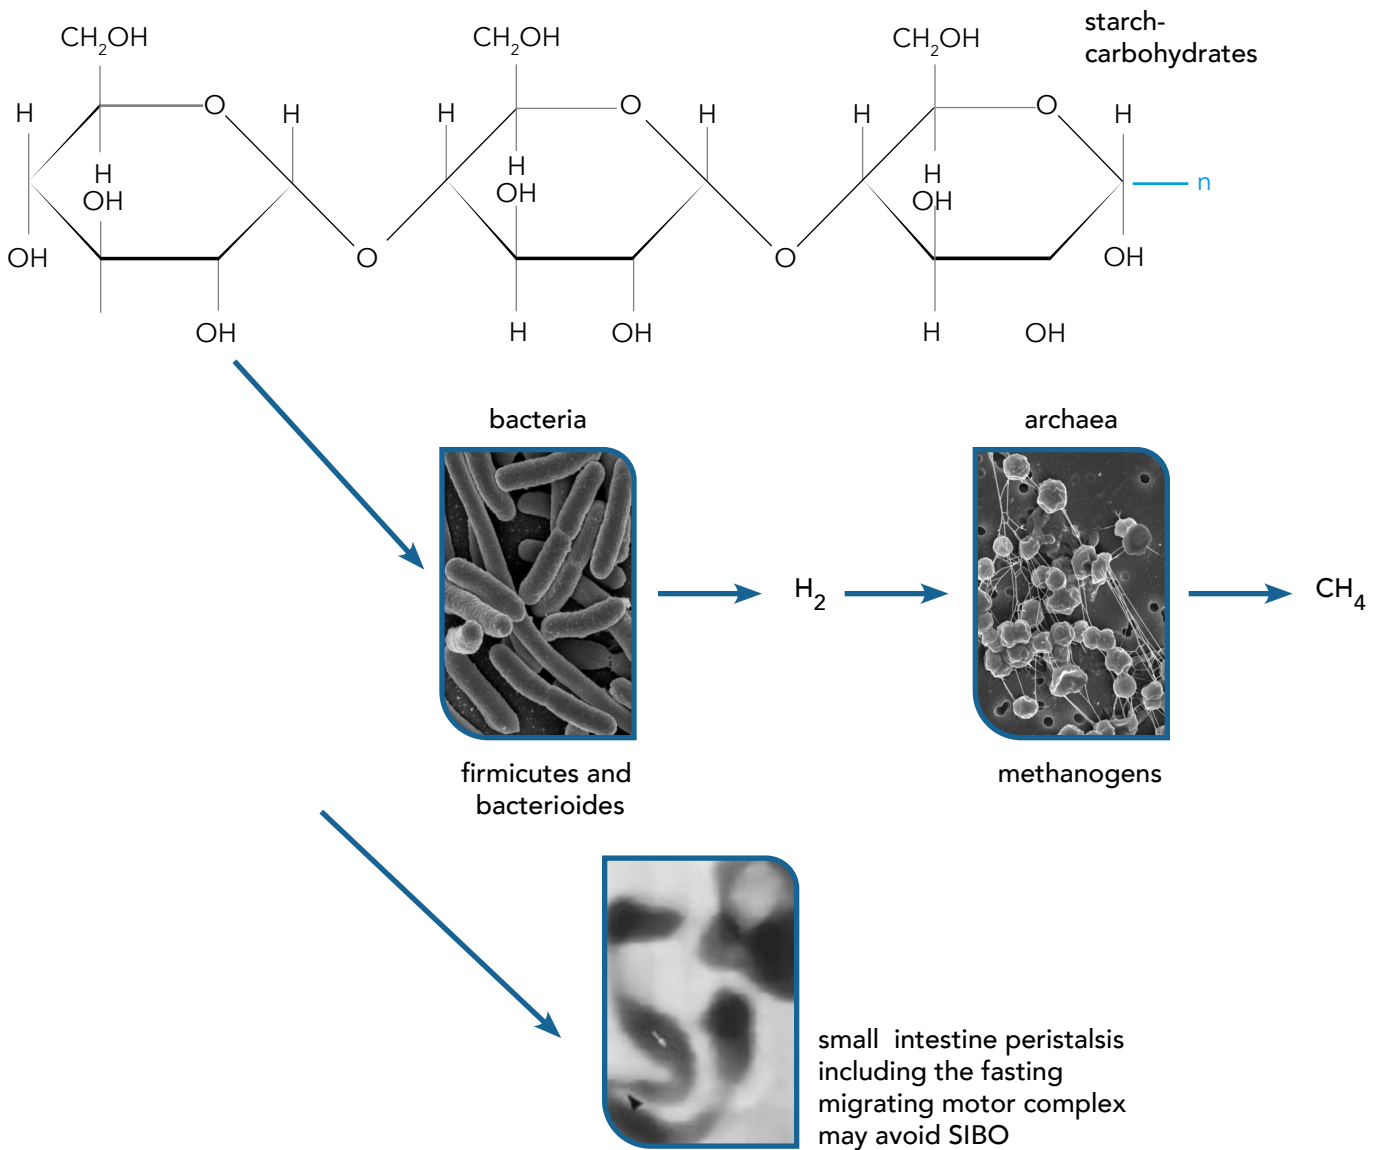 starch-
carbohydrates
CH2OH
CH2OH
CH2OH
H
O
H
H
O
H
H
O
H
H
OH
H
OH
H
OH
n
OH
O
O
OH
OH
H
OH
H
OH
bacteria
archaea
H2
CH4
firmicutes and
bacterioides
methanogens
small intestine peristalsis
including the fasting
migrating motor complex
may avoid SIBO